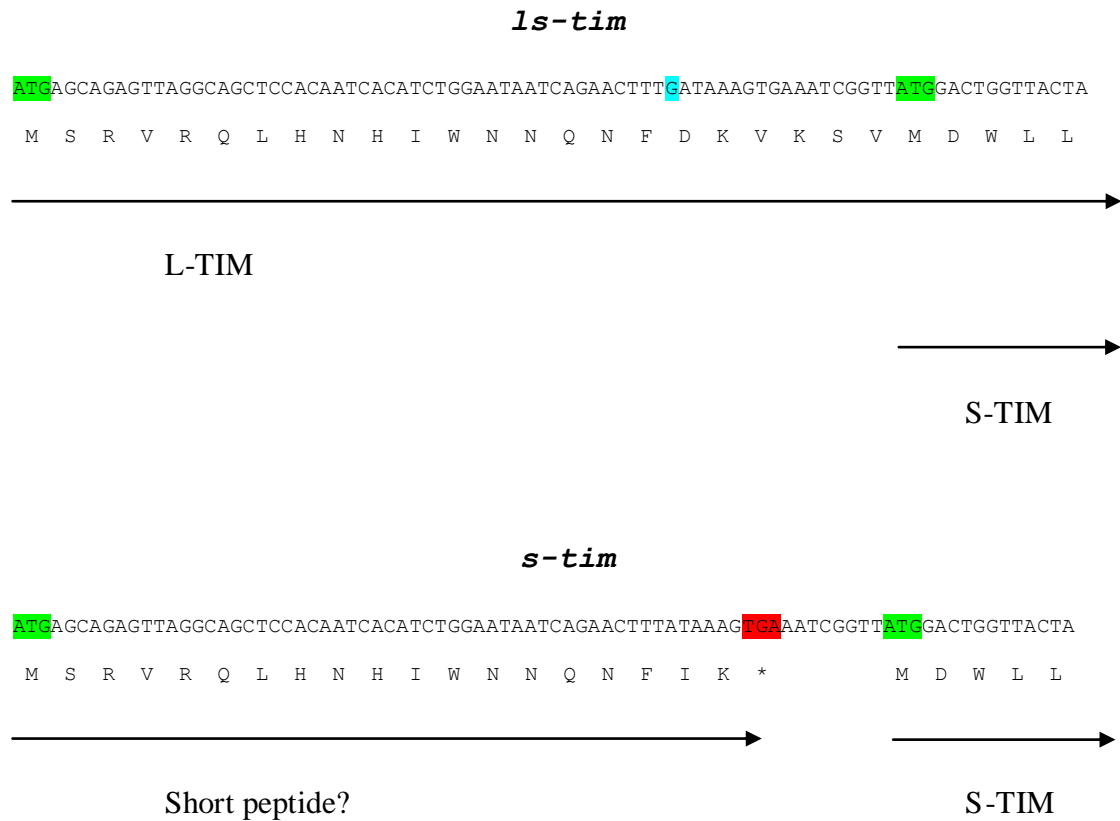 ls-tim
ATGAGCAGAGTTAGGCAGCTCCACAATCACATCTGGAATAATCAGAACTTTGATAAAGTGAAATCGGTTATGGACTGGTTACTA
M S R V R Q L H N H I W N N Q N F D K V K S V M D W L L
L-TIM
S-TIM
s-tim
ATGAGCAGAGTTAGGCAGCTCCACAATCACATCTGGAATAATCAGAACTTTATAAAGTGAAATCGGTTATGGACTGGTTACTA
M S R V R Q L H N H I W N N Q N F I K * M D W L L
Short peptide? S-TIM